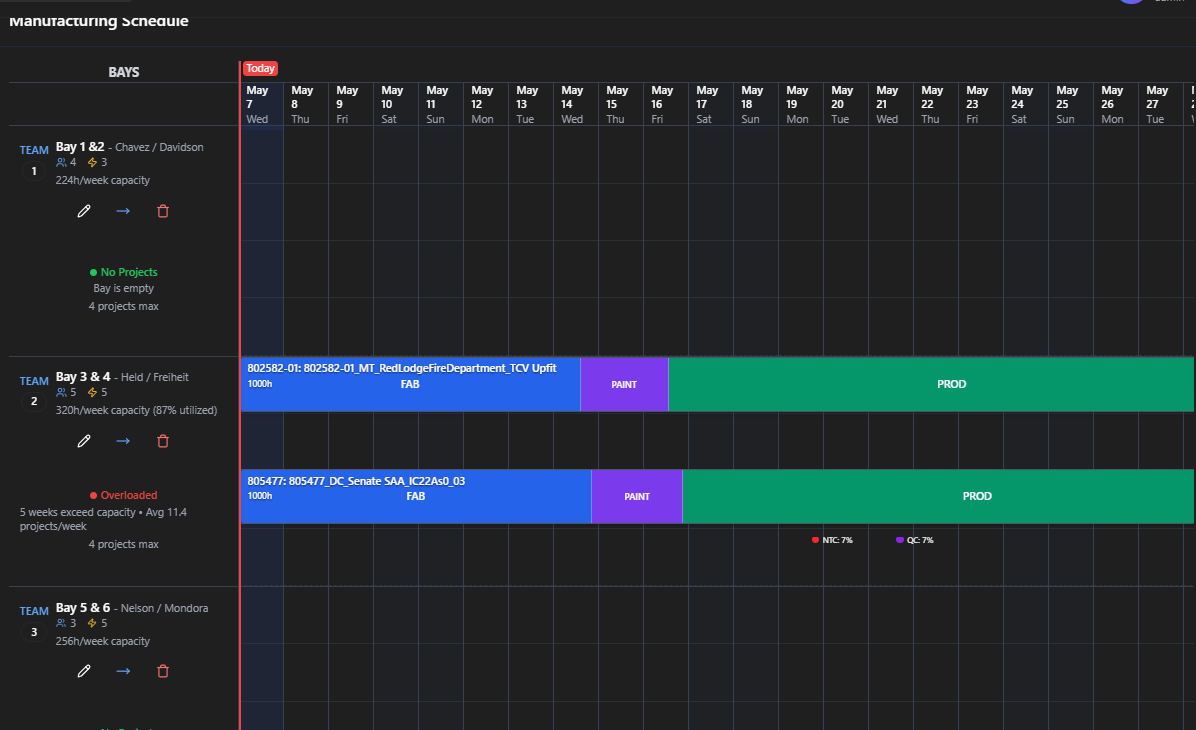 Manufacturing Schedule
BAYS
Today
May May May May May May May May May May May May May May May May May May May May May
7 8 9 10 11 12 13 14 15 16 17 18 19 20 21 22 23 24 25 26 27
Wed Thu Fri Sat Sun Mon Tue Wed Thu Fri Sat Sun Mon Tue Wed Thu Fri Sat Sun Mon Tue
TEAM
1
Bay 1 &2 - Chavez / Davidson
4 3
224h/week capacity
No Projects
Bay is empty
4 projects max
TEAM
2
Bay 3 & 4 - Held / Freiheit
5 5
320h/week capacity (87% utilized)
802582-01: 802582-01_MT_RedLodgeFireDepartment_TCV Upfit
1000h
FAB
PAINT
PROD
Overloaded
5 weeks exceed capacity • Avg 11.4
projects/week
4 projects max
805477: 805477_DC_Senate SAA_IC22As0_03
1000h
FAB
PAINT
PROD
NTC: 7%
QC: 7%
TEAM
3
Bay 5 & 6 - Nelson / Mondora
3 5
256h/week capacity